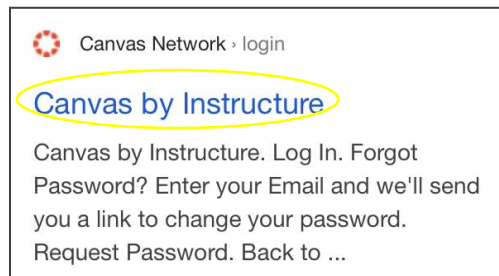 Canvas Network › login
Canvas by Instructure
Canvas by Instructure. Log In. Forgot
Password? Enter your Email and we'll send
you a link to change your password.
Request Password. Back to ...